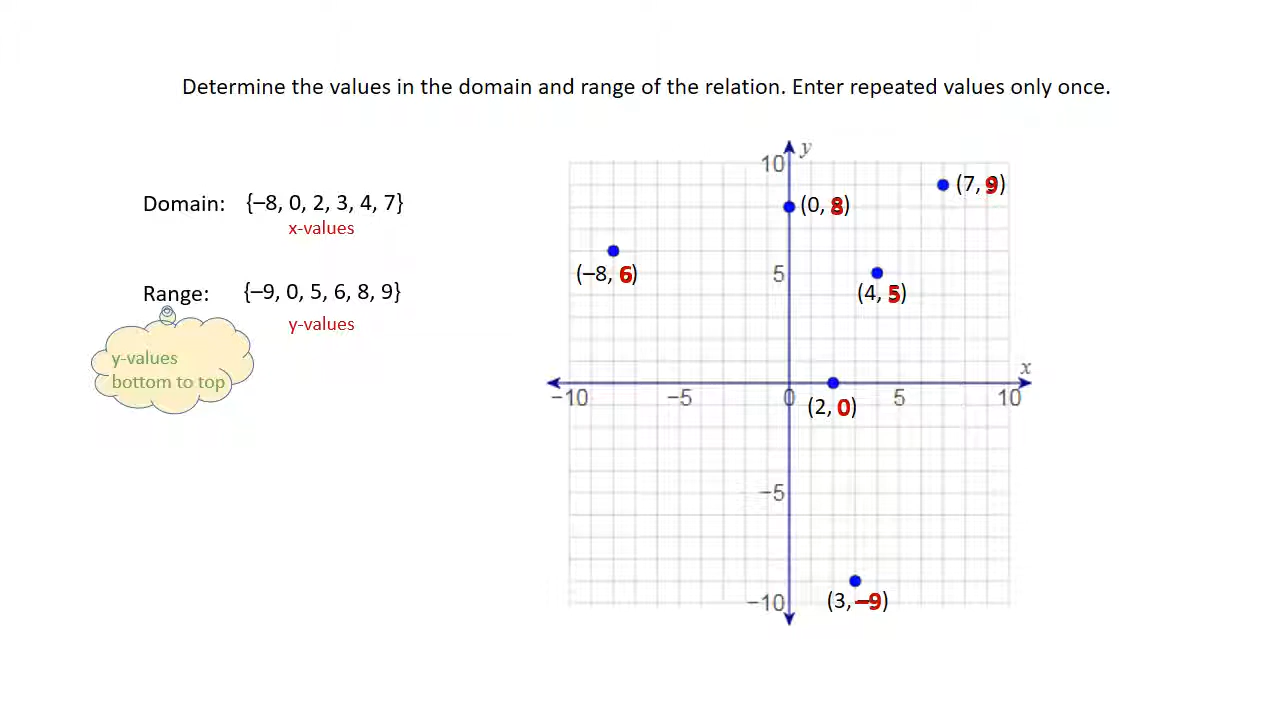 Determine the values in the domain and range of the relation. Enter repeated values only once.
Domain: {–8, 0, 2, 3, 4, 7}
x-values
Range: {–9, 0, 5, 6, 8, 9}
y-values
y-values
bottom to top
y
10
(7, 9)
(0, 8)
(–8, 6)
5
(4, 5)
x
−10 −5 0 5 10
(2, 0)
−5
−10
(3, –9)